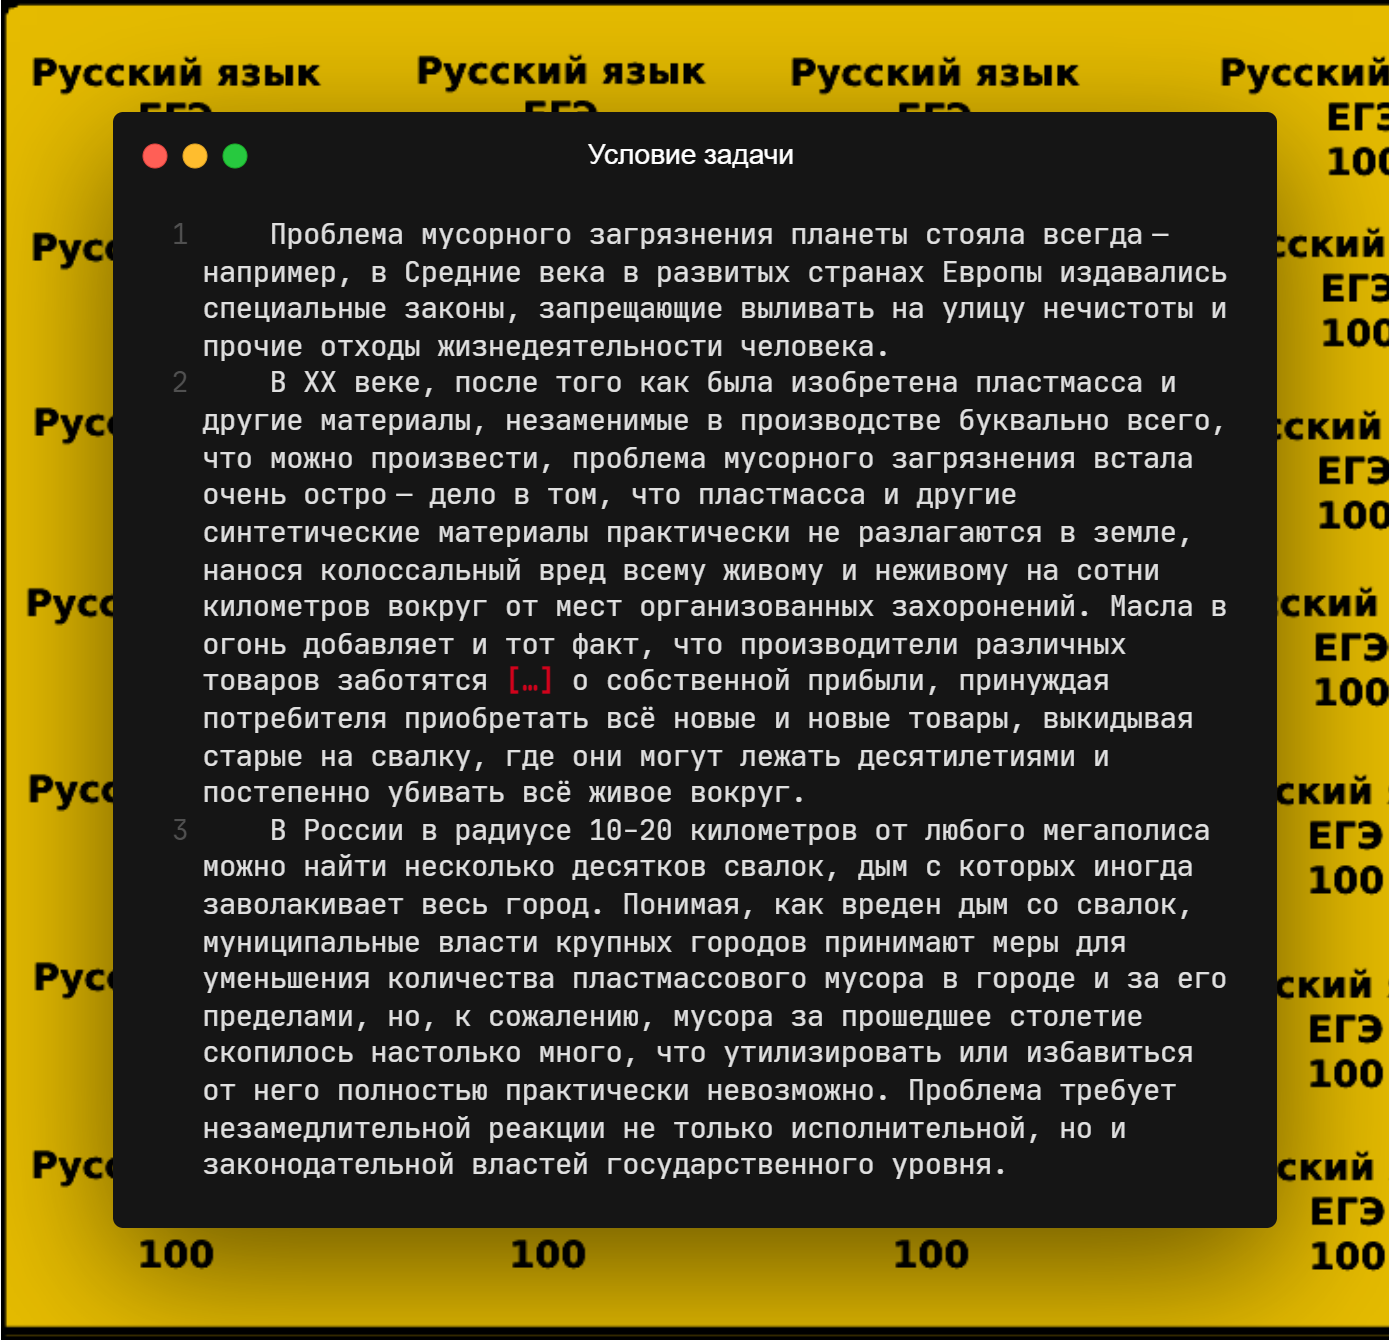 Русский язык Русский язык Русский язык Русский
ЕГЭ ЕГЭ ЕГЭ ЕГЭ
100
Условие задачи
1 Проблема мусорного загрязнения планеты стояла всегда —
например, в Средние века в развитых странах Европы издавались
специальные законы, запрещающие выливать на улицу нечистоты и
прочие отходы жизнедеятельности человека.
2 В XX веке, после того как была изобретена пластмасса и
другие материалы, незаменимые в производстве буквально всего,
что можно произвести, проблема мусорного загрязнения встала
очень остро — дело в том, что пластмасса и другие
синтетические материалы практически не разлагаются в земле,
нанося колоссальный вред всему живому и неживому на сотни
километров вокруг от мест организованных захоронений. Масла в
огонь добавляет и тот факт, что производители различных
товаров заботятся [...] о собственной прибыли, принуждая
потребителя приобретать всё новые и новые товары, выкидывая
старые на свалку, где они могут лежать десятилетиями и
постепенно убивать всё живое вокруг.
3 В России в радиусе 10-20 километров от любого мегаполиса
можно найти несколько десятков свалок, дым с которых иногда
заволакивает весь город. Понимая, как вреден дым со свалок,
муниципальные власти крупных городов принимают меры для
уменьшения количества пластмассового мусора в городе и за его
пределами, но, к сожалению, мусора за прошедшее столетие
скопилось настолько много, что утилизировать или избавиться
от него полностью практически невозможно. Проблема требует
незамедлительной реакции не только исполнительной, но и
законодательной властей государственного уровня.
Русс сский
ЕГЭ
100
Русс сский
ЕГЭ
100
Русс сский
ЕГЭ
100
Русс ский
ЕГЭ
100
Русс ский
ЕГЭ
100
Русс ский
ЕГЭ
100 100 100 100